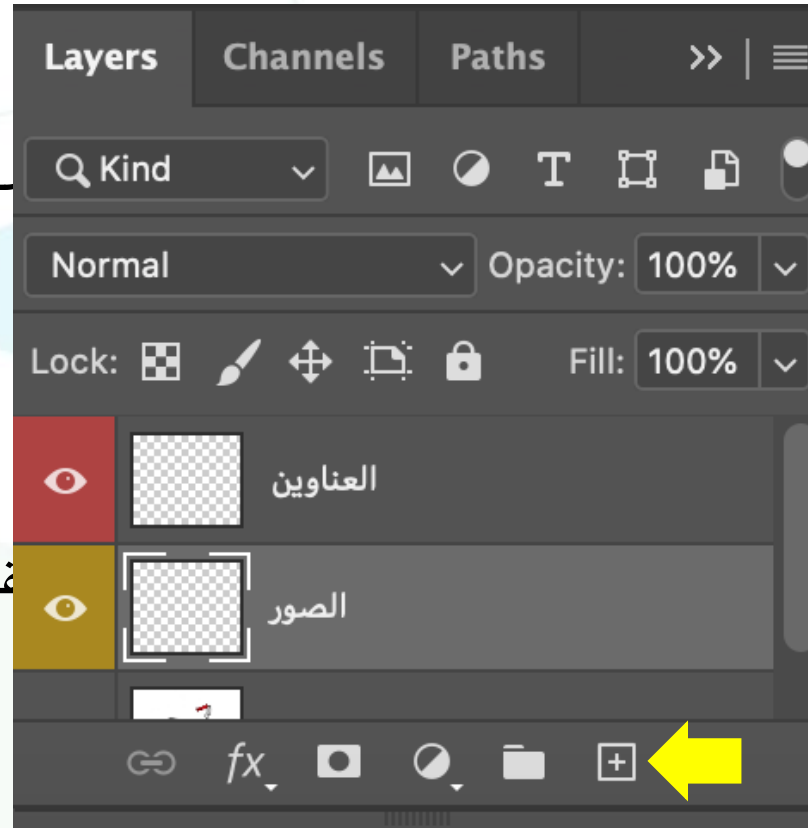 Layers Channels Paths
Kind
Normal Opacity: 100%
Lock: Fill: 100%
العناوين
الصور
fx